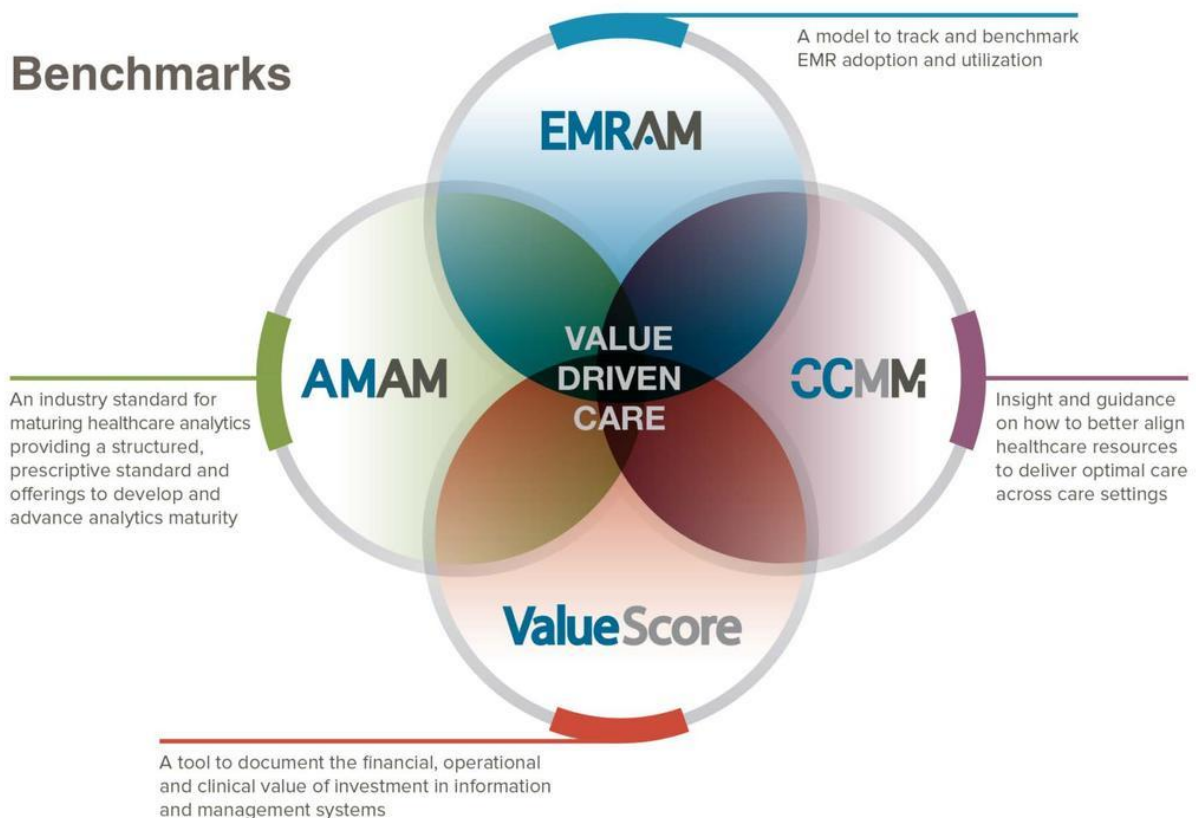 Benchmarks
A model to track and benchmark
EMR adoption and utilization
EMRAM
AMAM
VALUE
DRIVEN
CARE
CCMM
An industry standard for
maturing healthcare analytics
providing a structured,
prescriptive standard and
offerings to develop and
advance analytics maturity
Insight and guidance
on how to better align
healthcare resources
to deliver optimal care
across care settings
ValueScore
A tool to document the financial, operational
and clinical value of investment in information
and management systems